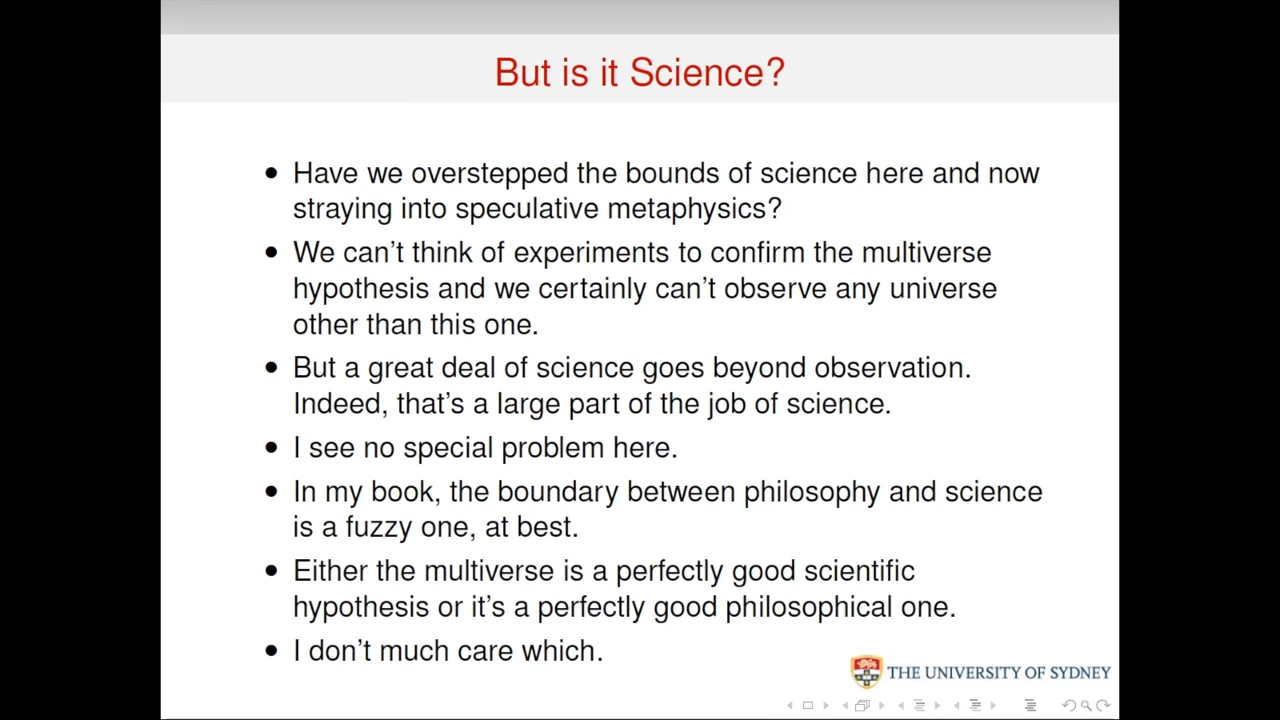 But is it Science?
• Have we overstepped the bounds of science here and now
straying into speculative metaphysics?
• We can't think of experiments to confirm the multiverse
hypothesis and we certainly can't observe any universe
other than this one.
• But a great deal of science goes beyond observation.
Indeed, that's a large part of the job of science.
• I see no special problem here.
• In my book, the boundary between philosophy and science
is a fuzzy one, at best.
• Either the multiverse is a perfectly good scientific
hypothesis or it's a perfectly good philosophical one.
• I don't much care which.
THE UNIVERSITY OF SYDNEY